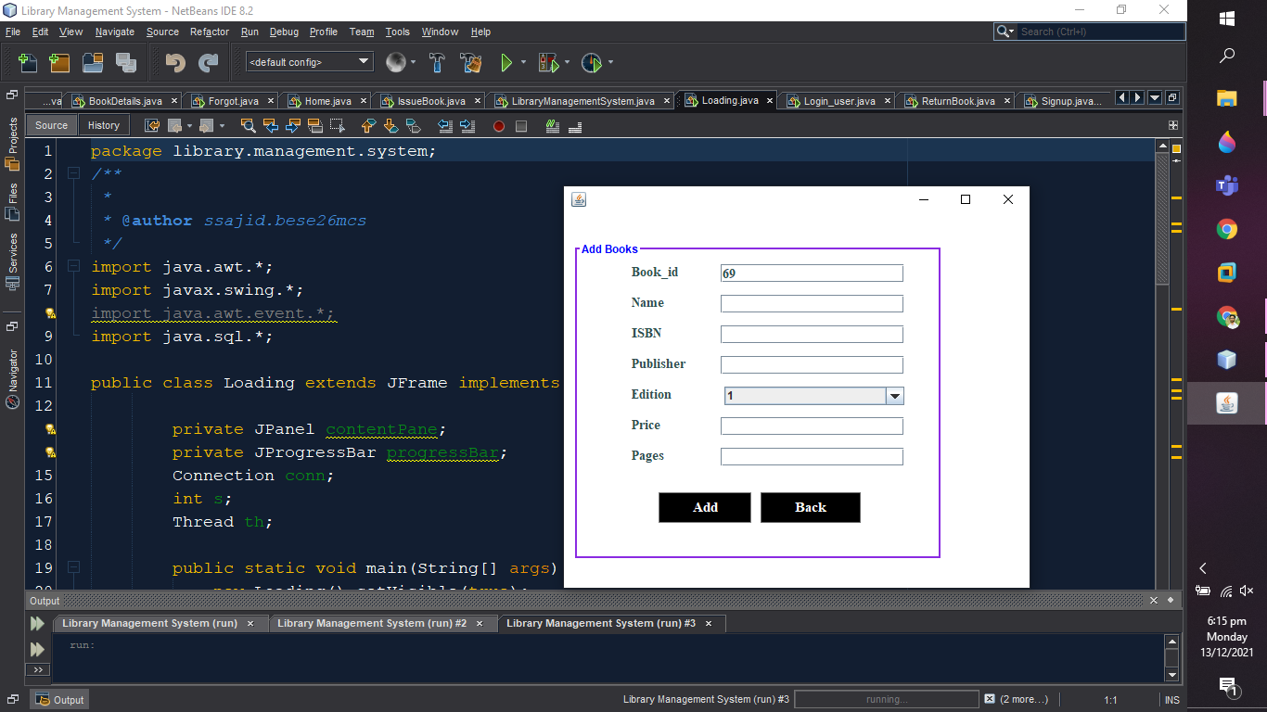 Library Management System - NetBeans IDE 8.2
File Edit View Navigate Source Refactor Run Debug Profile Team Tools Window Help
Search (Ctrl+I)
<default config>
...va BookDetails.java Forgot.java Home.java IssueBook.java LibraryManagementSystem.java Loading.java Login_user.java ReturnBook.java Signup.java...
Source History
Projects
Files
Services
Navigator
1 package library.management.system;
2 /**
3 *
4 * @author ssajid.bese26mcs
5 */
6 import java.awt.*;
7 import javax.swing.*;
import java.awt.event.*;
9 import java.sql.*;
10
11 public class Loading extends JFrame implements
12
private JPanel contentPane;
private JProgressBar progressBar;
15 Connection conn;
16 int s;
17 Thread th;
18
19 public static void main(String[] args)
20 new Loading().setVisible(true);
Add Books
Book_id 69
Name
ISBN
Publisher
Edition 1
Price
Pages
Add Back
Output
Library Management System (run) Library Management System (run) #2 Library Management System (run) #3
run:
>>
Output
Library Management System (run) #3 running... (2 more...) 1:1 INS
6:15 pm
Monday
13/12/2021
1